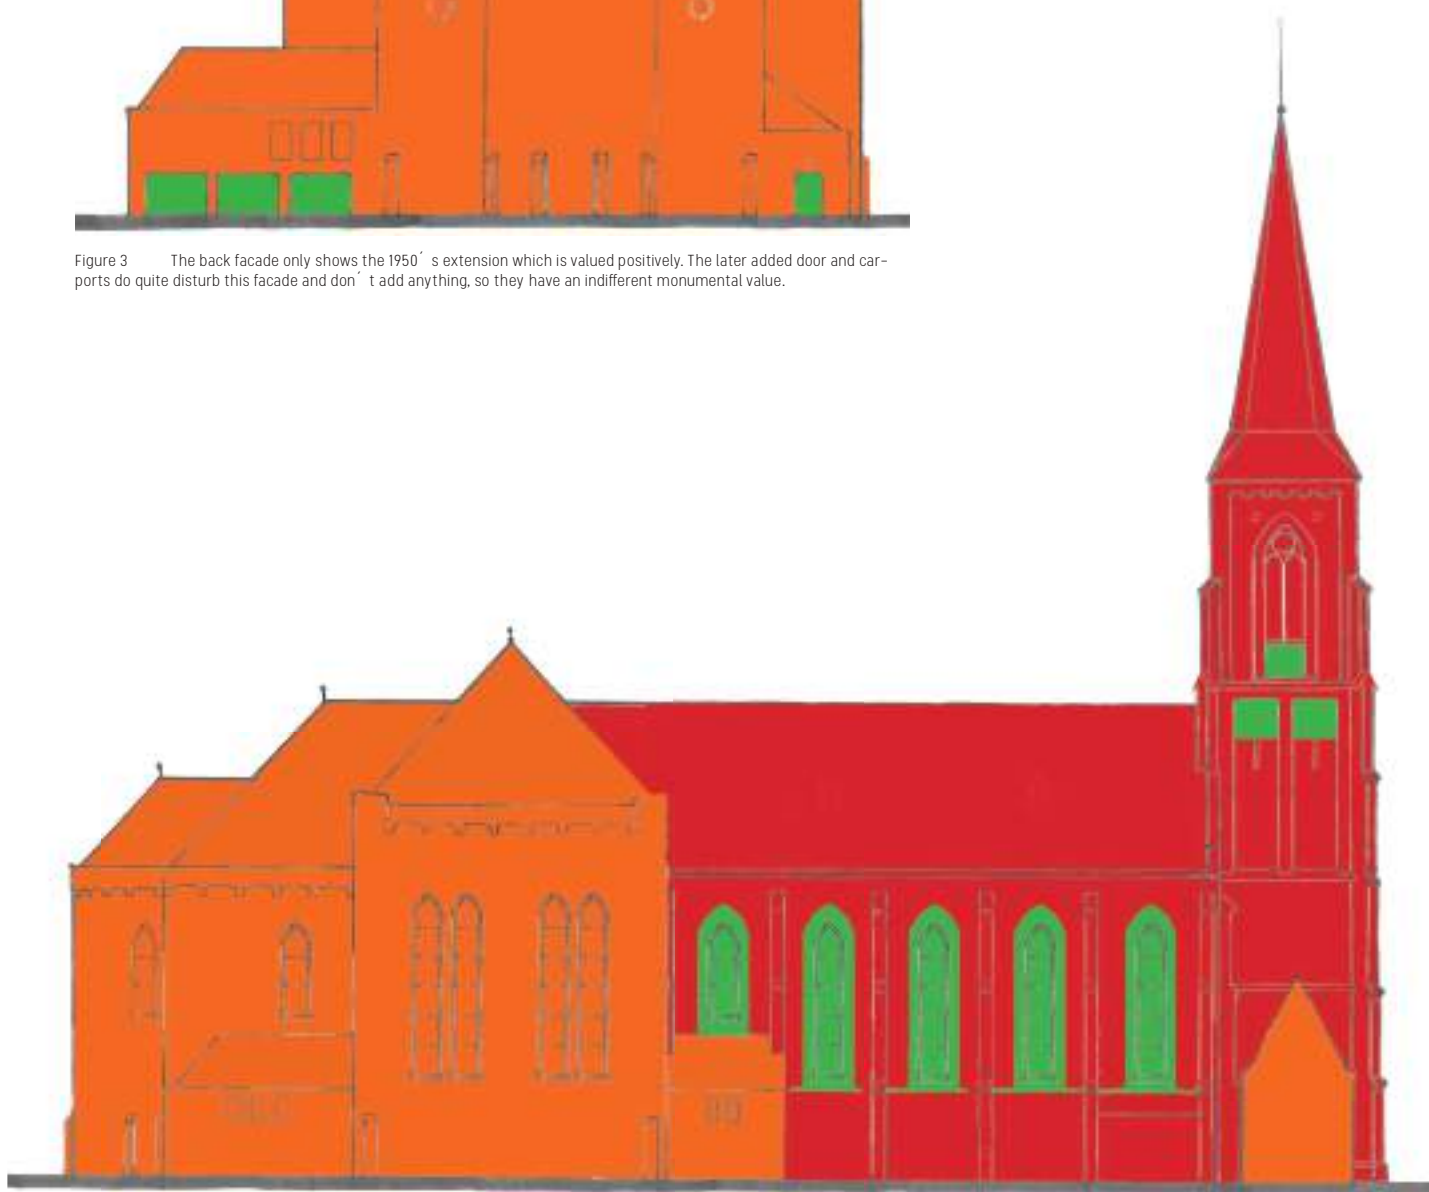 Figure 3 The back facade only shows the 1950´ s extension which is valued positively. The later added door and car-
ports do quite disturb this facade and don´ t add anything, so they have an indifferent monumental value.